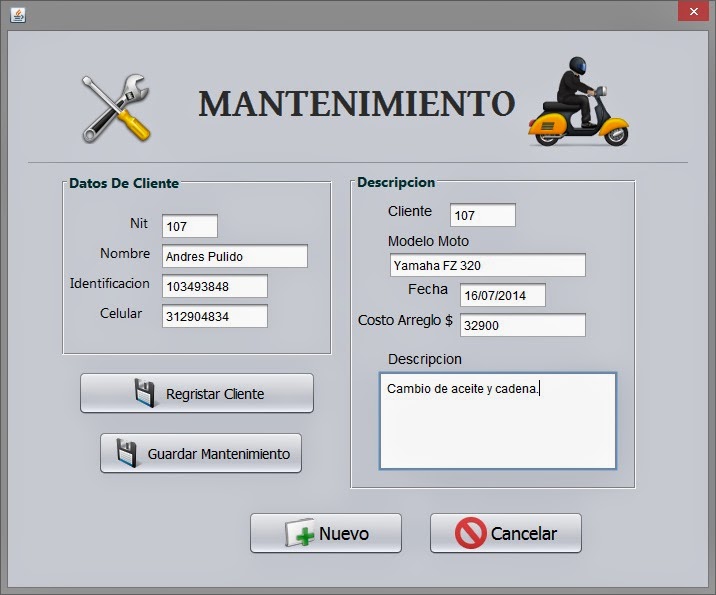 MANTENIMIENTO
Datos De Cliente
Nit 107
Nombre Andres Pulido
Identificacion 103493848
Celular 312904834
Regristar Cliente
Guardar Mantenimiento
Descripcion
Cliente 107
Modelo Moto
Yamaha FZ 320
Fecha 16/07/2014
Costo Arreglo $ 32900
Descripcion
Cambio de aceite y cadena.
Nuevo
Cancelar